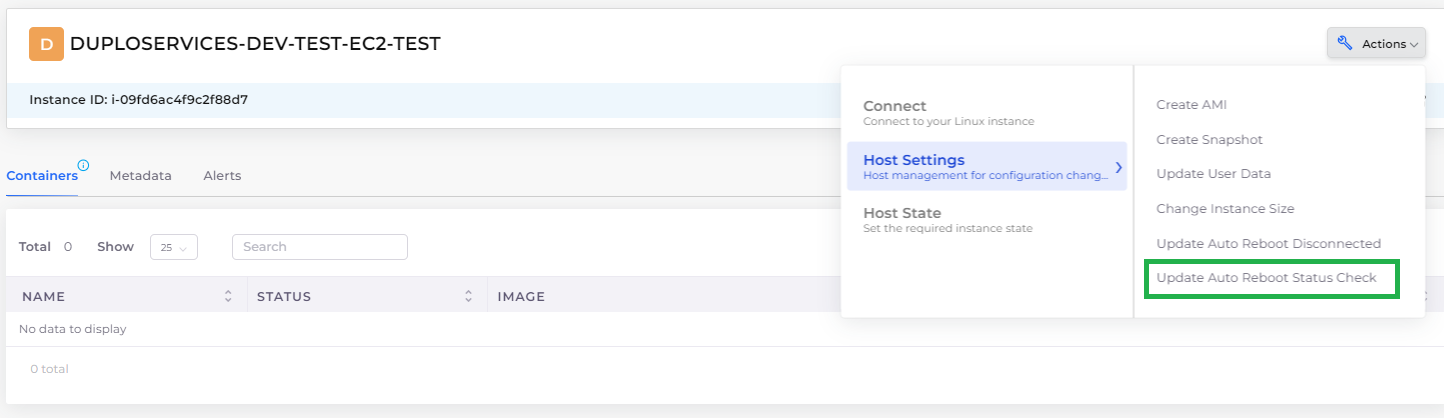 D DUPLOSERVICES-DEV-TEST-EC2-TEST
Actions
Instance ID: i-09fd6ac4f9c2f88d7
Connect
Connect to your Linux instance
Host Settings
Host management for configuration chang...
Host State
Set the required instance state
Create AMI
Create Snapshot
Update User Data
Change Instance Size
Update Auto Reboot Disconnected
Update Auto Reboot Status Check
Containers Metadata Alerts
Total 0 Show 25 Search
NAME STATUS IMAGE
No data to display
0 total